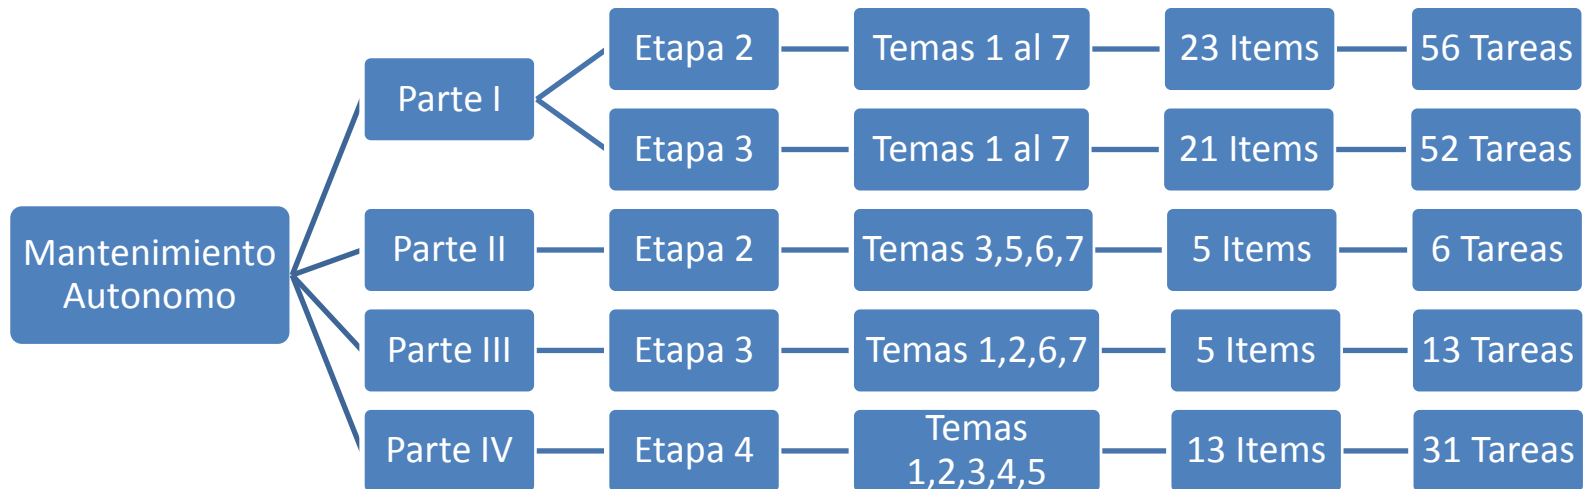 Mantenimiento
Autonomo
Parte I
Etapa 2
Temas 1 al 7
23 Items
56 Tareas
Etapa 3
Temas 1 al 7
21 Items
52 Tareas
Parte II
Etapa 2
Temas 3,5,6,7
5 Items
6 Tareas
Parte III
Etapa 3
Temas 1,2,6,7
5 Items
13 Tareas
Parte IV
Etapa 4
Temas
1,2,3,4,5
13 Items
31 Tareas